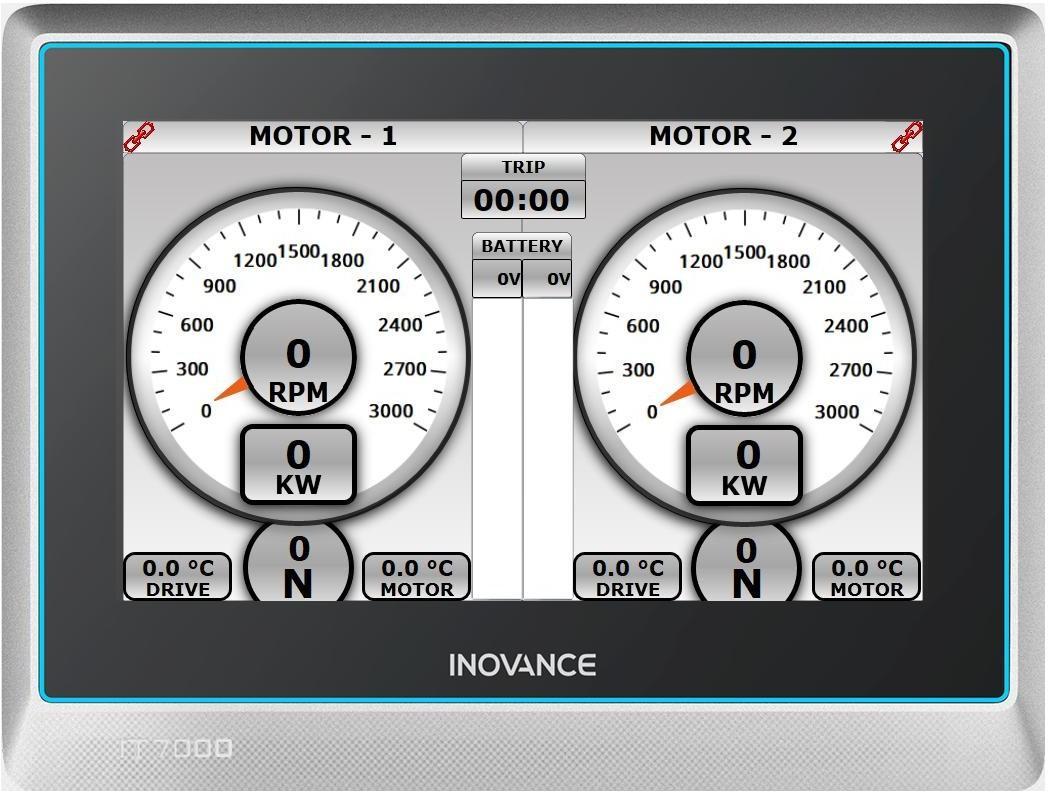 MOTOR - 1
MOTOR - 2
TRIP
00:00
BATTERY
0V 0V
0
300
600
900
1200
1500
1800
2100
2400
2700
3000
0
RPM
0
KW
0
N
0.0 °C
DRIVE
0.0 °C
MOTOR
0
300
600
900
1200
1500
1800
2100
2400
2700
3000
0
RPM
0
KW
0
N
0.0 °C
DRIVE
0.0 °C
MOTOR
INOVANCE
IT7000